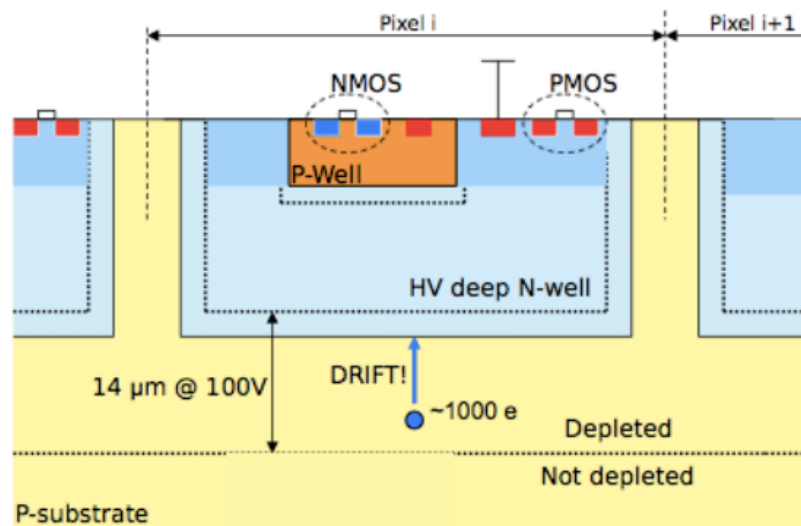 Pixel i
Pixel i+1
NMOS
PMOS
P-Well
HV deep N-well
14 µm @ 100V
DRIFT!
~1000 e
Depleted
Not depleted
P-substrate